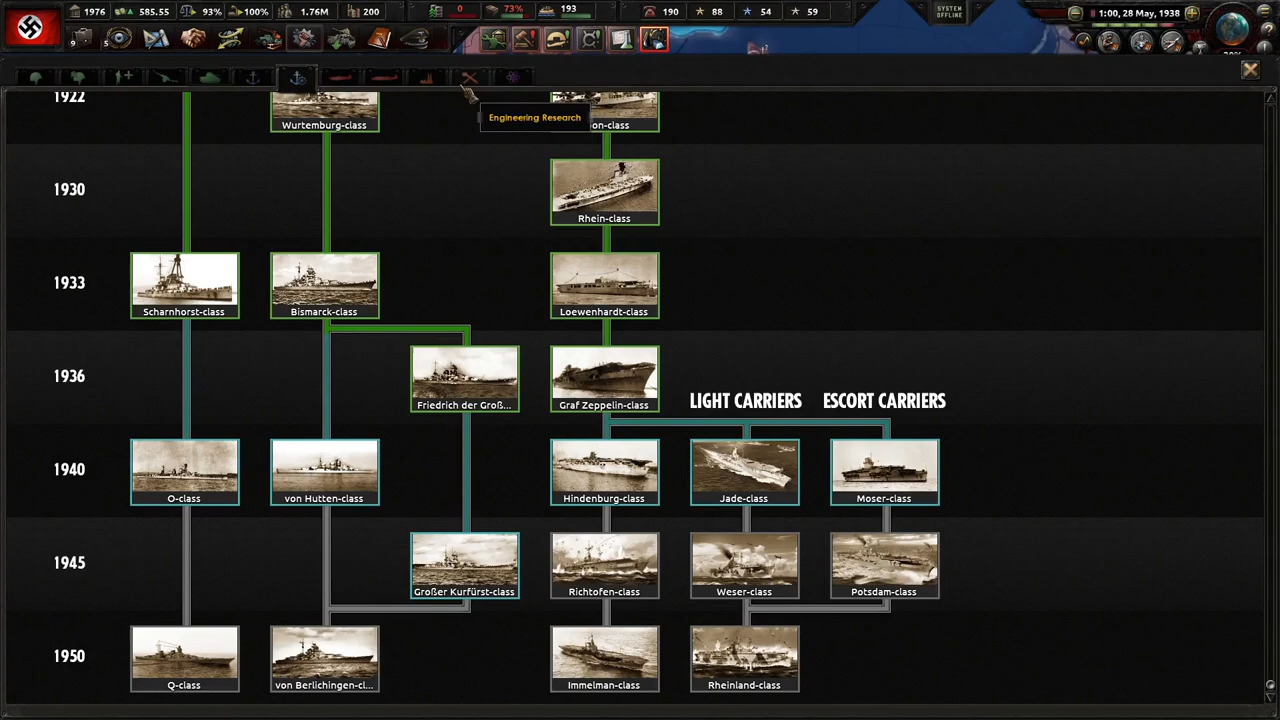 1976 585.55 93% 100% 1.76M 200 0 73% 193 190 88 54 59
SYSTEM
OFFLINE
1:00, 28 May, 1938
9 5
Engineering Research
1922
Wurtemburg-class
on-class
1930
Rhein-class
1933
Scharnhorst-class Bismarck-class Loewenhardt-class
1936
Friedrich der Groß... Graf Zeppelin-class
LIGHT CARRIERS ESCORT CARRIERS
1940
O-class von Hutten-class Hindenburg-class Jade-class Moser-class
1945
Großer Kurfürst-class Richtofen-class Weser-class Potsdam-class
1950
Q-class von Berlichingen-cl... Immelman-class Rheinland-class